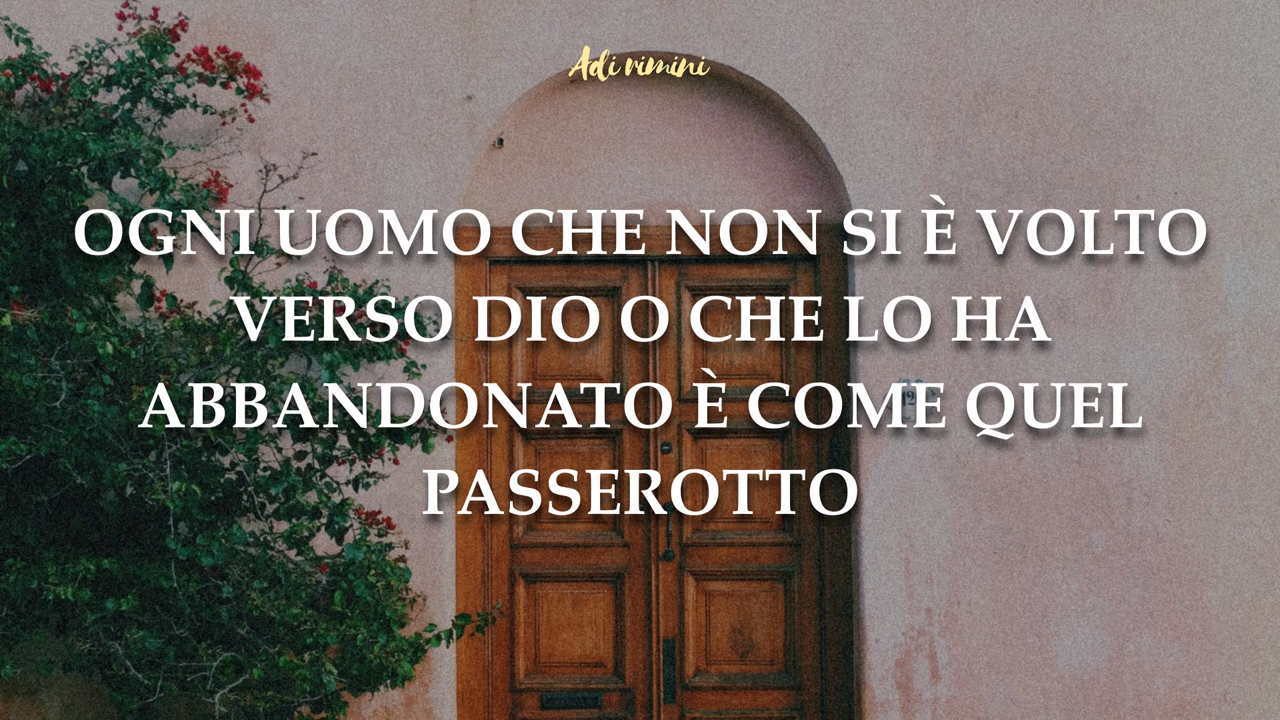 Adi rimini
OGNI UOMO CHE NON SI È VOLTO
VERSO DIO O CHE LO HA
ABBANDONATO È COME QUEL
PASSEROTTO